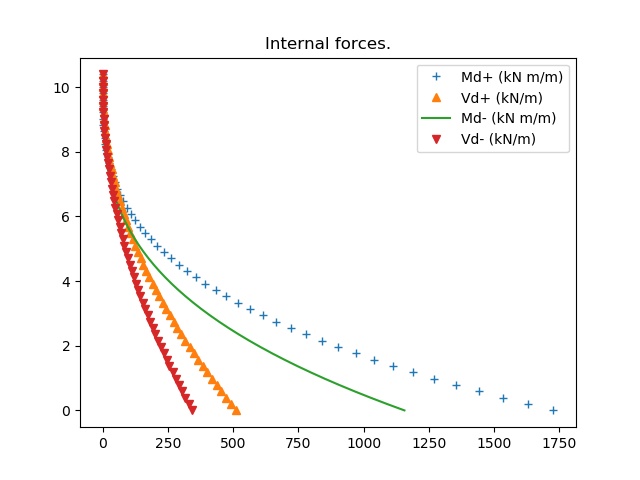 Internal forces.
Md+ (kN m/m)
Vd+ (kN/m)
Md- (kN m/m)
Vd- (kN/m)
10
8
6
4
2
0
0 250 500 750 1000 1250 1500 1750